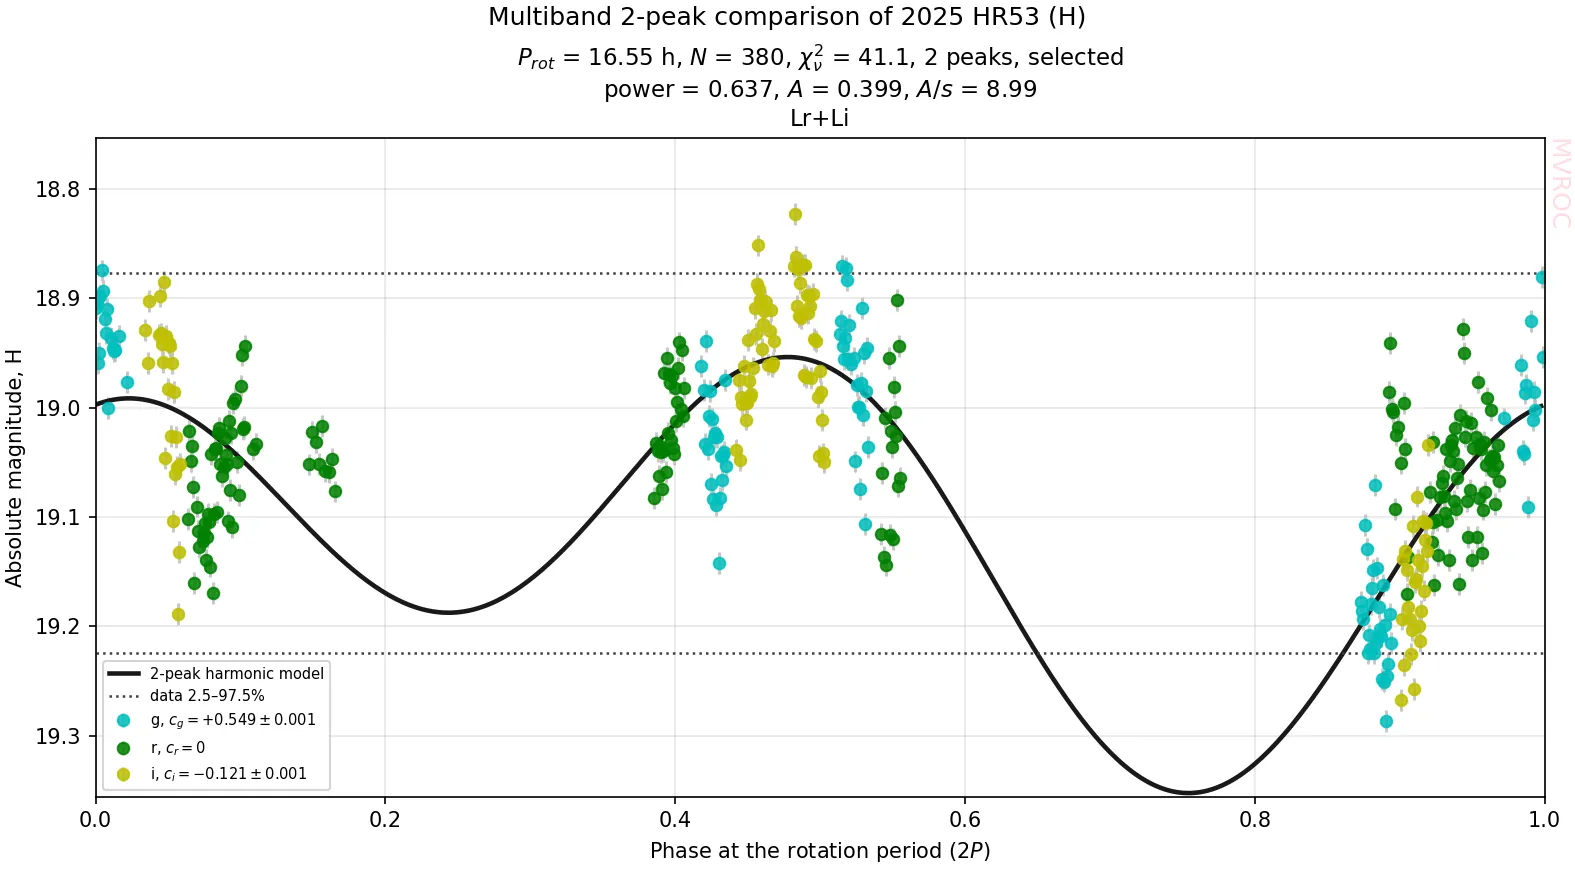 Multiband 2-peak comparison of 2025 HR53 (H)
P_rot = 16.55 h, N = 380, χ²_ν = 41.1, 2 peaks, selected
power = 0.637, A = 0.399, A/s = 8.99
Lr+Li
MVROC
Absolute magnitude, H
18.8
18.9
19.0
19.1
19.2
19.3
2-peak harmonic model
data 2.5–97.5%
g, c_g = +0.549 ± 0.001
r, c_r = 0
i, c_i = −0.121 ± 0.001
0.0 0.2 0.4 0.6 0.8 1.0
Phase at the rotation period (2P)